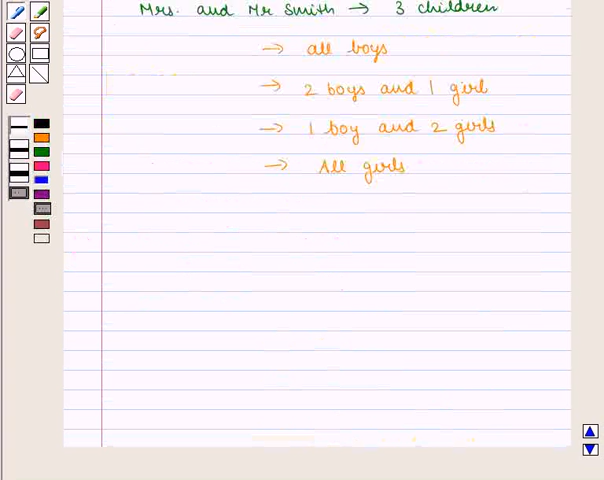 Mrs. and Mr Smith → 3 children
→ all boys
→ 2 boys and 1 girl
→ 1 boy and 2 girls
→ All girls